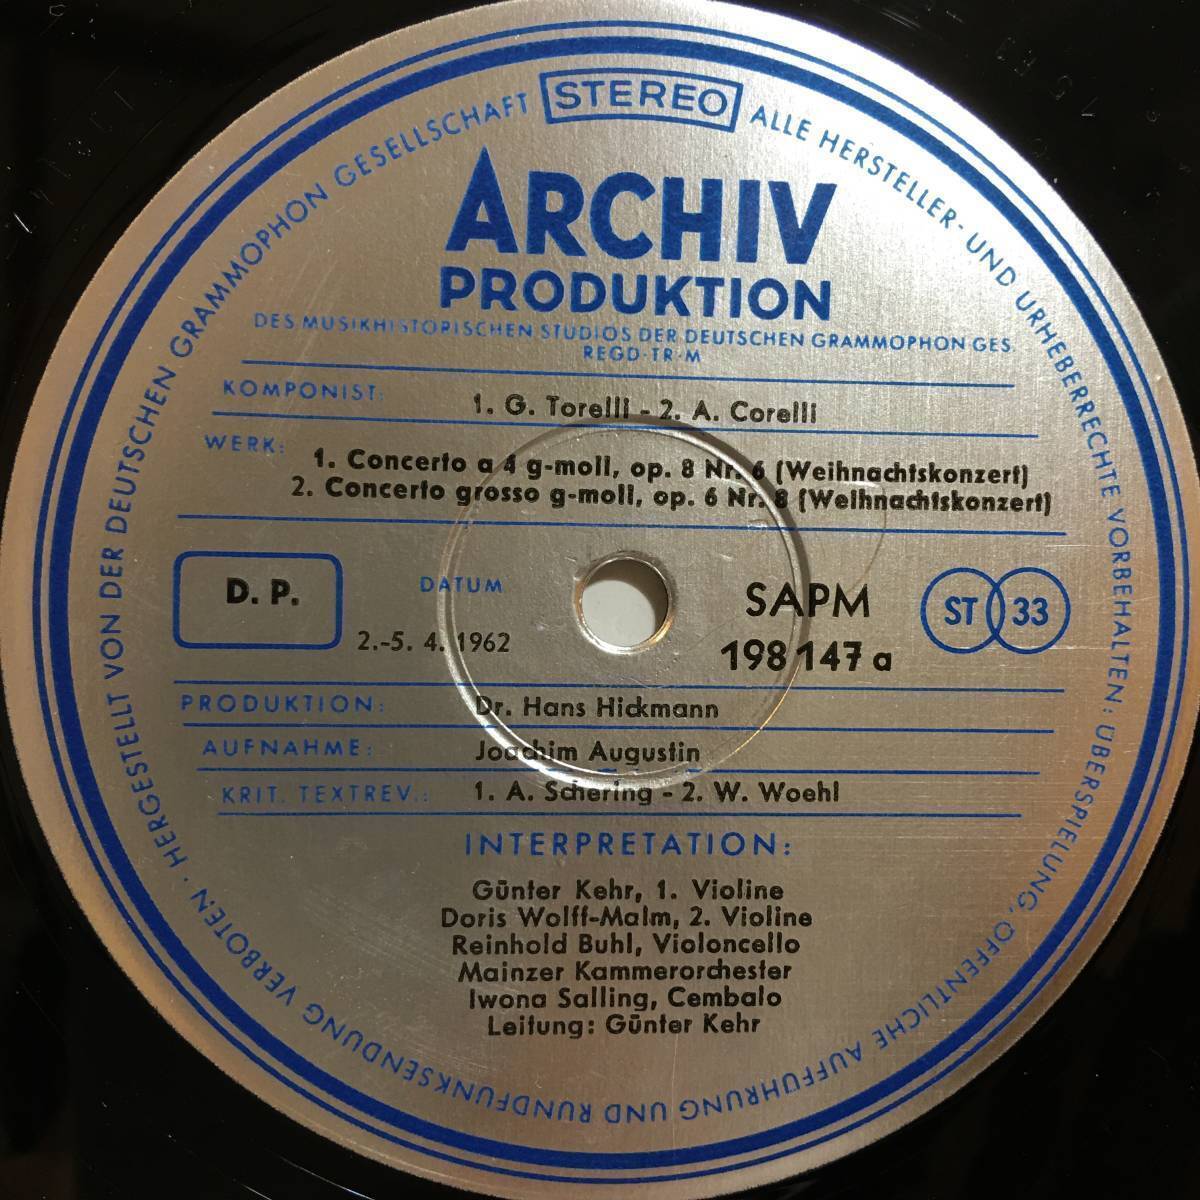 HERGESTELLT VON DER DEUTSCHEN GRAMMOPHON GESELLSCHAFT
STEREO
ALLE HERSTELLER- UND URHEBERRECHTE VORBEHALTEN: ÜBERSPIELUNG, ÖFFENTLICHE AUFFÜHRUNG UND RUNDFUNKSENDUNG VERBOTEN ·
ARCHIV
PRODUKTION
DES MUSIKHISTORISCHEN STUDIOS DER DEUTSCHEN GRAMMOPHON GES.
REGD·TR·M
KOMPONIST: 1. G. Torelli - 2. A. Corelli
WERK: 1. Concerto a 4 g-moll, op. 8 Nr. 6 (Weihnachtskonzert)
2. Concerto grosso g-moll, op. 6 Nr. 8 (Weihnachtskonzert)
D. P.
DATUM
2.-5. 4. 1962
SAPM
198 147 a
ST 33
PRODUKTION: Dr. Hans Hickmann
AUFNAHME: Joachim Augustin
KRIT. TEXTREV.: 1. A. Schering - 2. W. Woehl
INTERPRETATION:
Günter Kehr, 1. Violine
Doris Wolff-Malm, 2. Violine
Reinhold Buhl, Violoncello
Mainzer Kammerorchester
Iwona Salling, Cembalo
Leitung: Günter Kehr